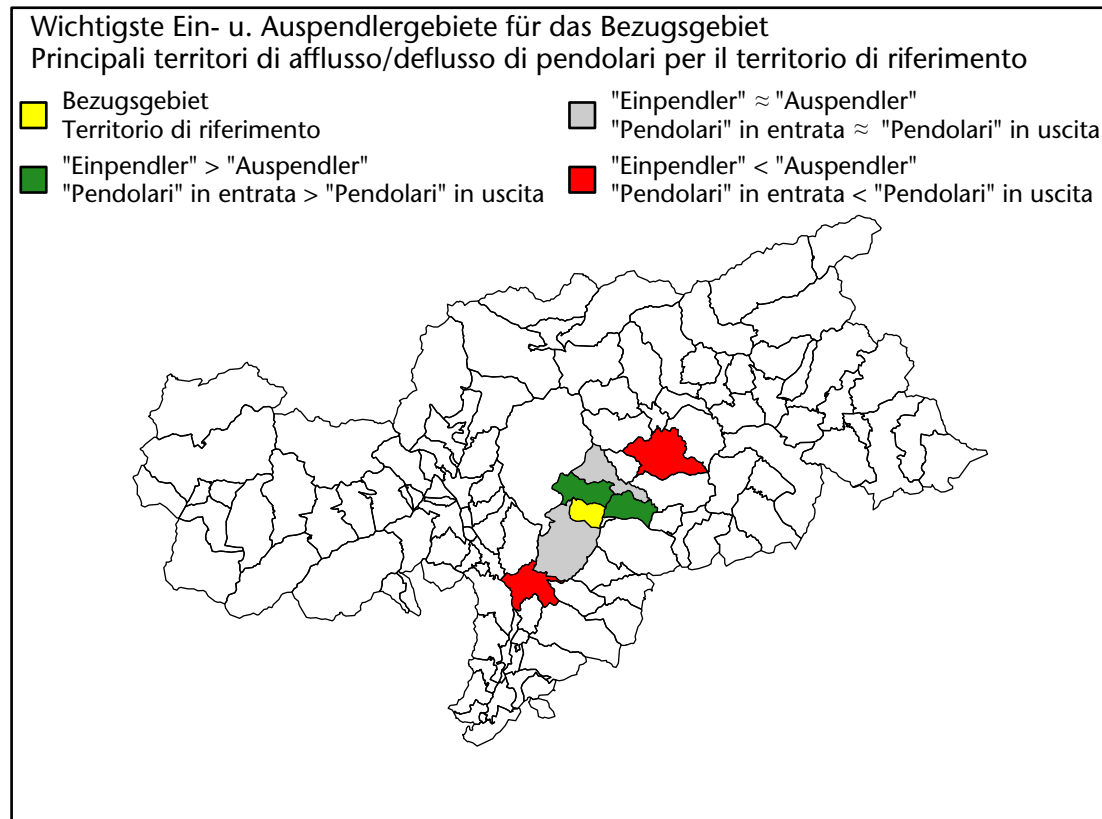 Wichtigste Ein- u. Auspendlergebiete für das Bezugsgebiet
Principali territori di afflusso/deflusso di pendolari per il territorio di riferimento
Bezugsgebiet
Territorio di riferimento
"Einpendler" > "Auspendler"
"Pendolari" in entrata > "Pendolari" in uscita
"Einpendler" ≈ "Auspendler"
"Pendolari" in entrata ≈ "Pendolari" in uscita
"Einpendler" < "Auspendler"
"Pendolari" in entrata < "Pendolari" in uscita